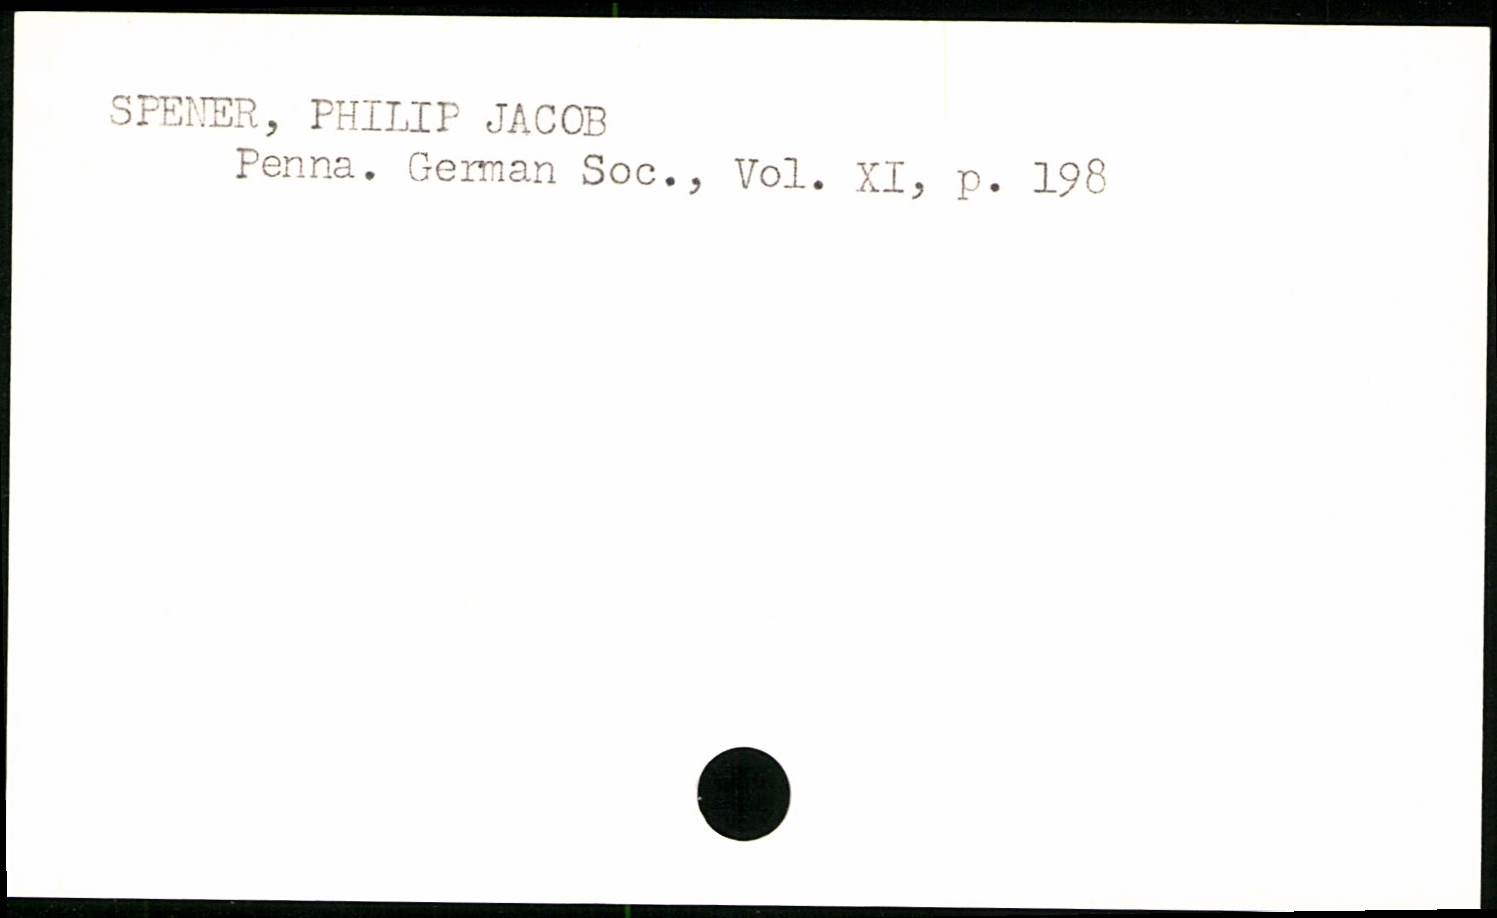 SPENER, PHILIP JACOB
Penna. German Soc., Vol. XI, p. 198